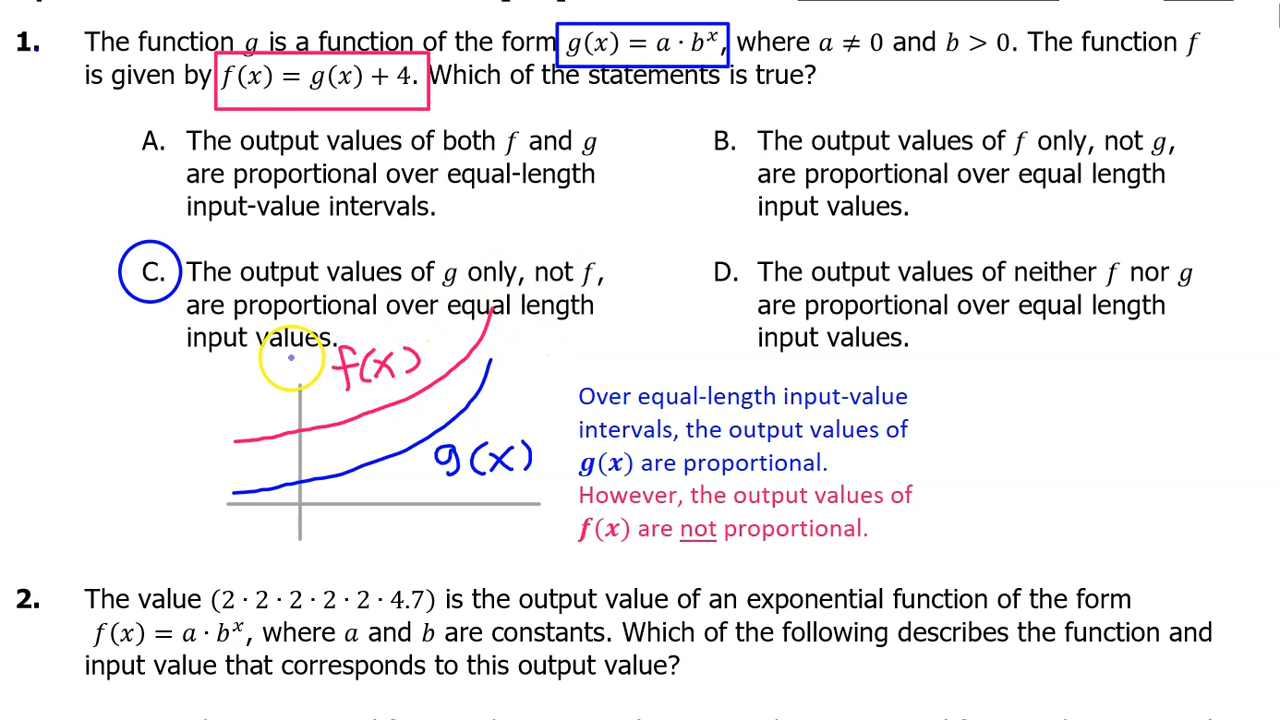 1. The function g is a function of the form g(x) = a · bˣ, where a ≠ 0 and b > 0. The function f
is given by f(x) = g(x) + 4. Which of the statements is true?
A. The output values of both f and g
are proportional over equal-length
input-value intervals.
B. The output values of f only, not g,
are proportional over equal length
input values.
C. The output values of g only, not f,
are proportional over equal length
input values.
D. The output values of neither f nor g
are proportional over equal length
input values.
f(x)
g(x)
Over equal-length input-value
intervals, the output values of
g(x) are proportional.
However, the output values of
f(x) are not proportional.
2. The value (2 · 2 · 2 · 2 · 2 · 4.7) is the output value of an exponential function of the form
f(x) = a · bˣ, where a and b are constants. Which of the following describes the function and
input value that corresponds to this output value?